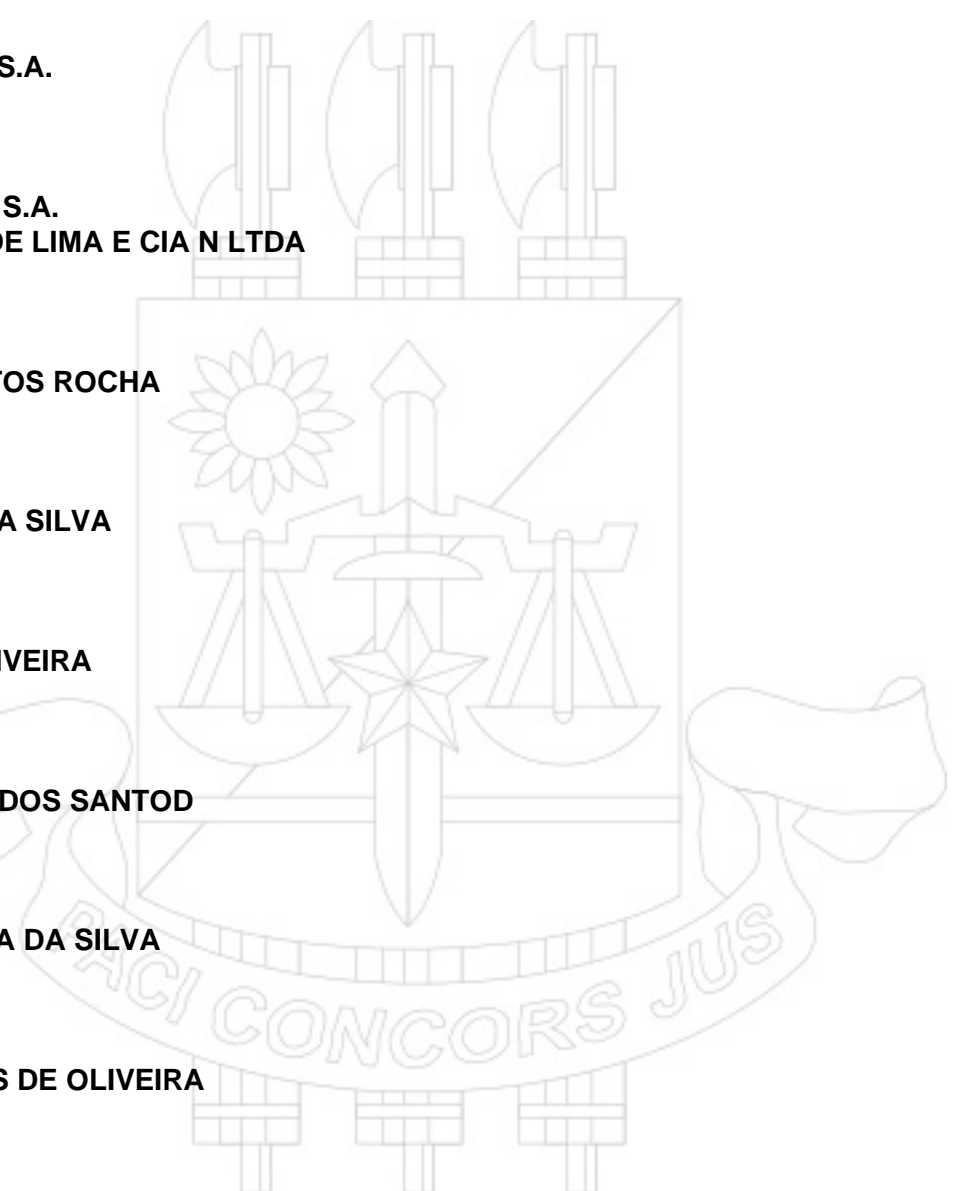 S.A.
S.A.
DE LIMA E CIA N LTDA
TOS ROCHA
A SILVA
IVEIRA
DOS SANTOD
A DA SILVA
PACI CONCORS JUS
S DE OLIVEIRA